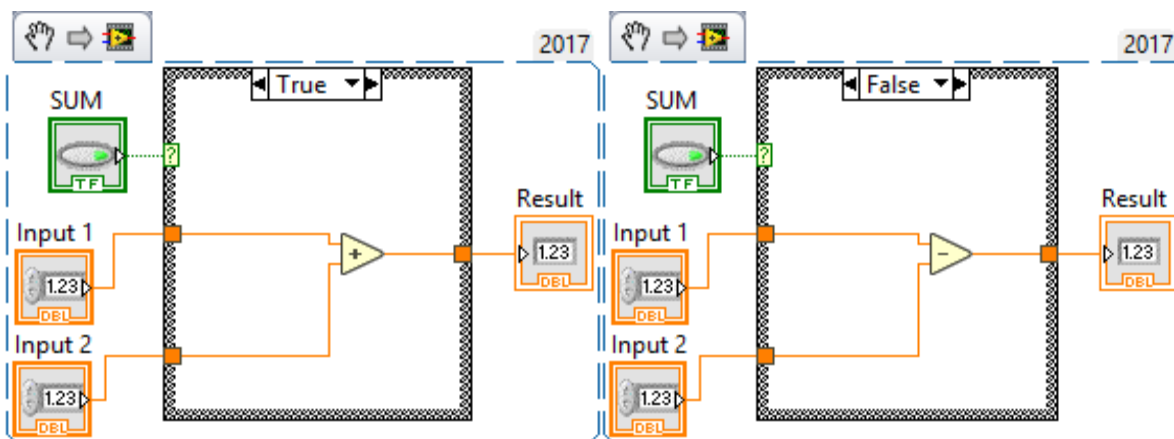 2017
True
SUM
?
TF
Result
Input 1
+
1.23
DBL
1.23
DBL
Input 2
1.23
DBL
2017
False
SUM
?
TF
Result
Input 1
-
1.23
DBL
1.23
DBL
Input 2
1.23
DBL